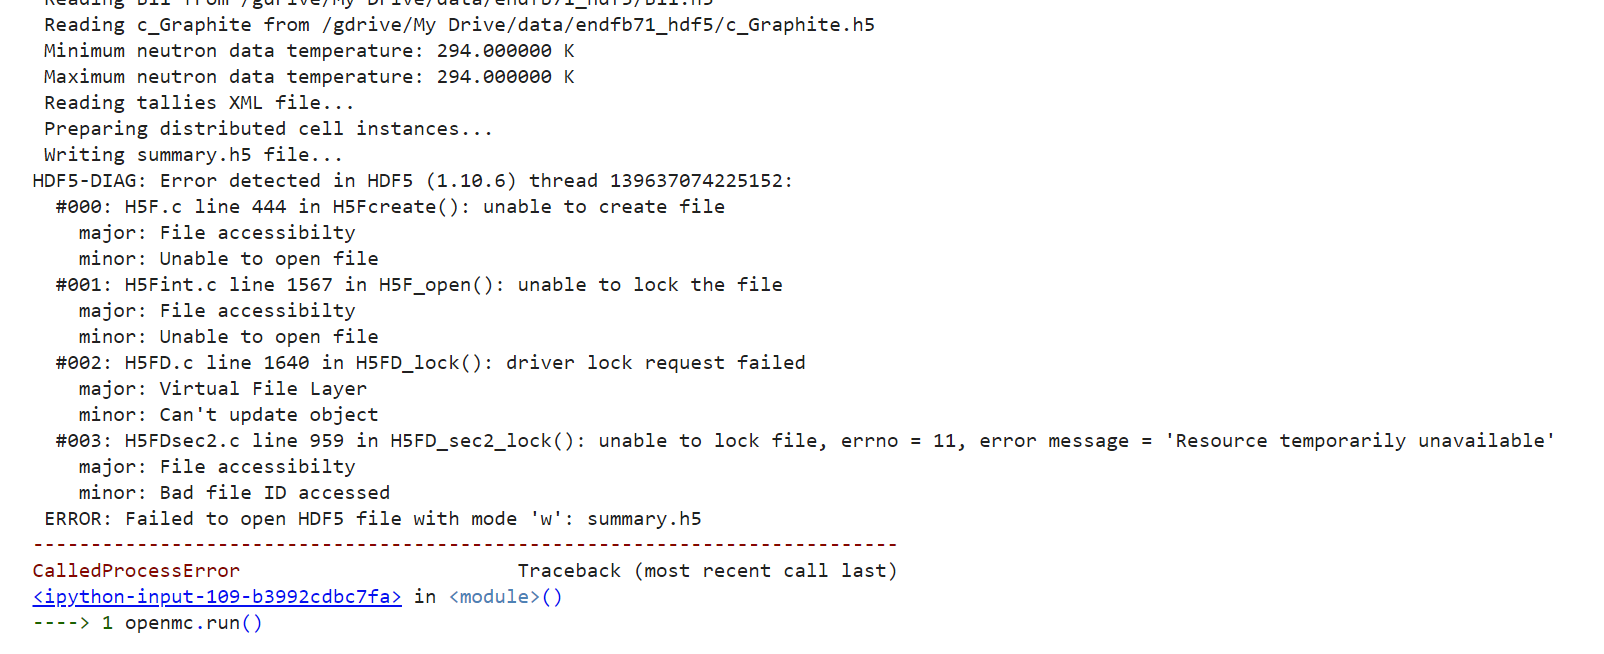 Reading B11 from /gdrive/My Drive/data/endfb71_hdf5/B11.h5
Reading c_Graphite from /gdrive/My Drive/data/endfb71_hdf5/c_Graphite.h5
Minimum neutron data temperature: 294.000000 K
Maximum neutron data temperature: 294.000000 K
Reading tallies XML file...
Preparing distributed cell instances...
Writing summary.h5 file...
HDF5-DIAG: Error detected in HDF5 (1.10.6) thread 139637074225152:
#000: H5F.c line 444 in H5Fcreate(): unable to create file
major: File accessibilty
minor: Unable to open file
#001: H5Fint.c line 1567 in H5F_open(): unable to lock the file
major: File accessibilty
minor: Unable to open file
#002: H5FD.c line 1640 in H5FD_lock(): driver lock request failed
major: Virtual File Layer
minor: Can't update object
#003: H5FDsec2.c line 959 in H5FD_sec2_lock(): unable to lock file, errno = 11, error message = 'Resource temporarily unavailable'
major: File accessibilty
minor: Bad file ID accessed
ERROR: Failed to open HDF5 file with mode 'w': summary.h5
---------------------------------------------------------------------------
CalledProcessError Traceback (most recent call last)
<ipython-input-109-b3992cdbc7fa> in <module>()
----> 1 openmc.run()